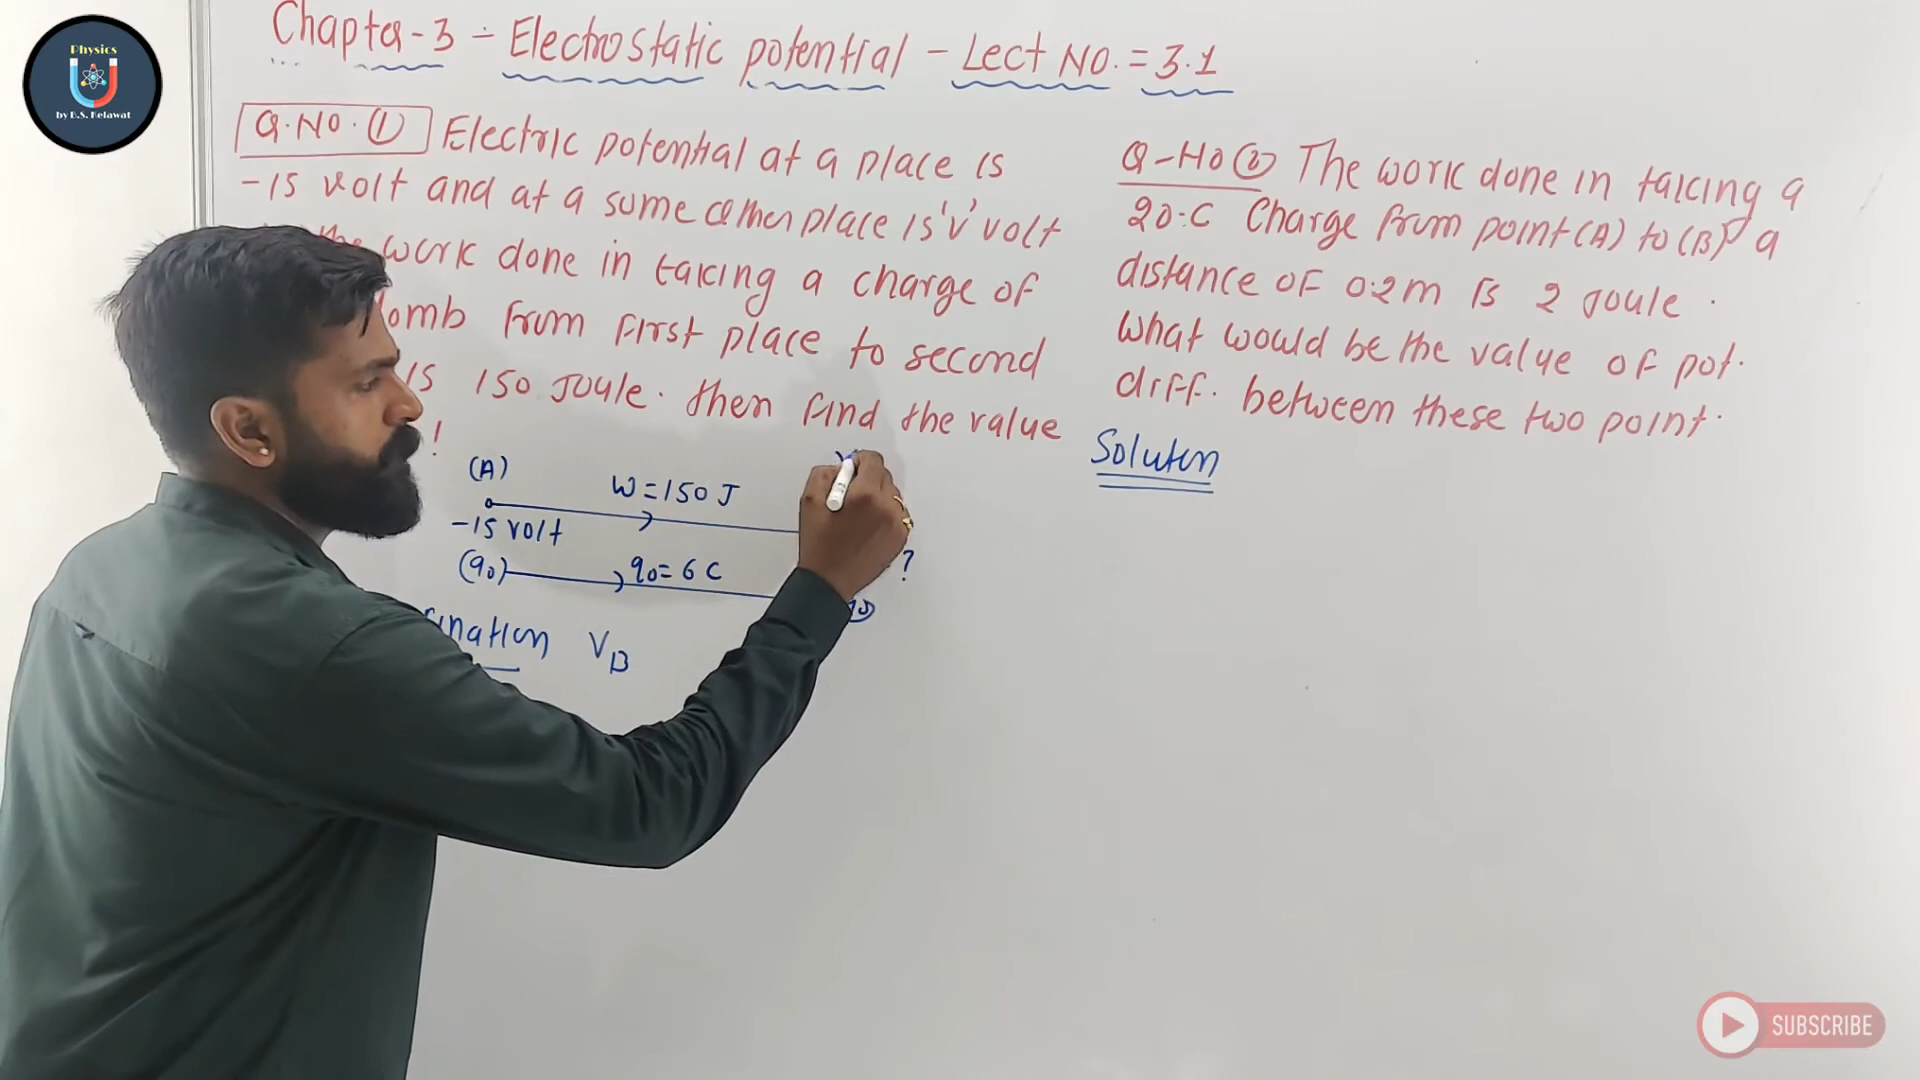 Physics
by B.S. Kelawat
Chapter-3 - Electrostatic potential - Lect NO. = 3.1
Q.NO.① Electric potential at a place is
-15 volt and at a some other place is 'v' volt
work done in taking a charge of
lomb from first place to second
is 150 Joule. then find the value
!
(A)
W = 150 J
-15 volt
?
(q0)
q0 = 6 C
ination VB
Q-NO② The work done in taking a
20.C Charge from point (A) to (B) a
distance of 0.2m is 2 Joule.
what would be the value of pot.
diff. between these two point.
Soluton
SUBSCRIBE